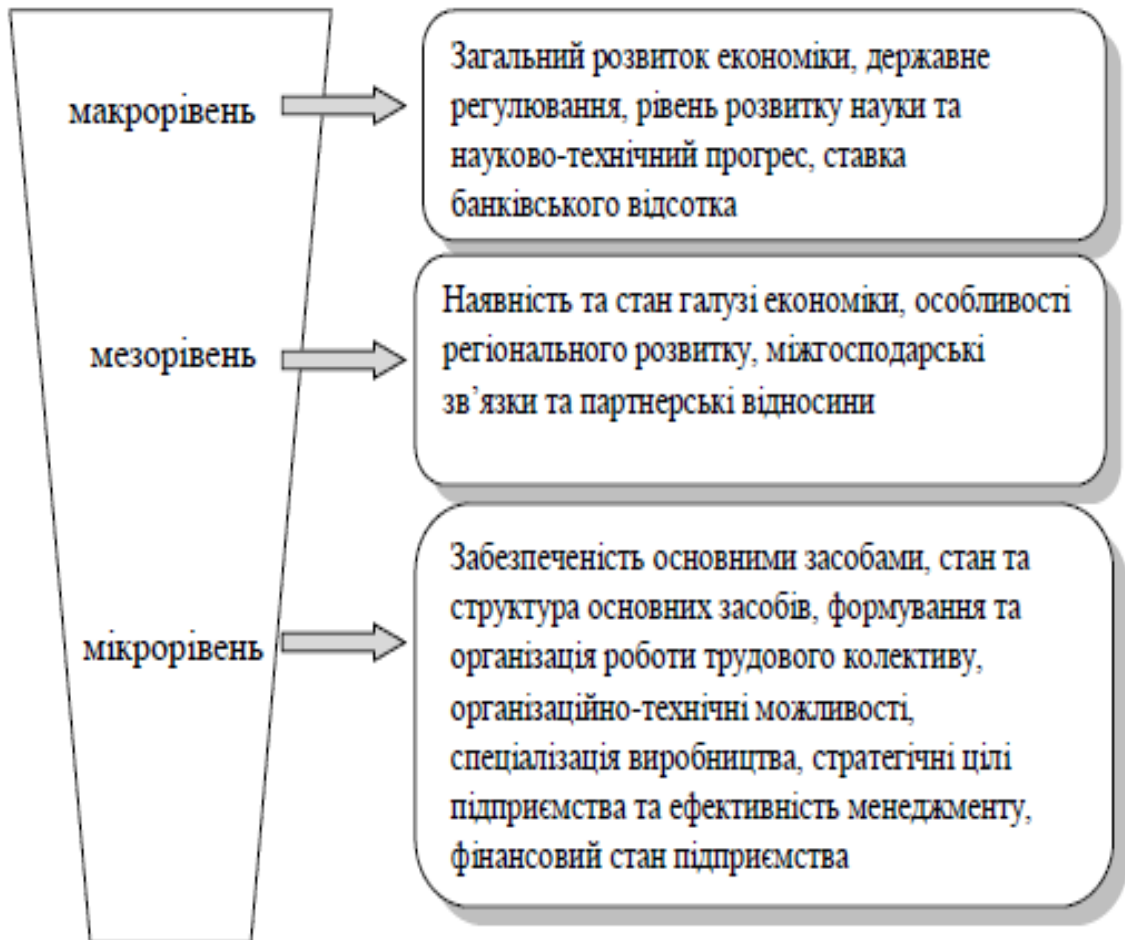 макрорівень
Загальний розвиток економіки, державне
регулювання, рівень розвитку науки та
науково-технічний прогрес, ставка
банківського відсотка
мезорівень
Наявність та стан галузі економіки, особливості
регіонального розвитку, міжгосподарські
зв’язки та партнерські відносини
мікрорівень
Забезпеченість основними засобами, стан та
структура основних засобів, формування та
організація роботи трудового колективу,
організаційно-технічні можливості,
спеціалізація виробництва, стратегічні цілі
підприємства та ефективність менеджменту,
фінансовий стан підприємства